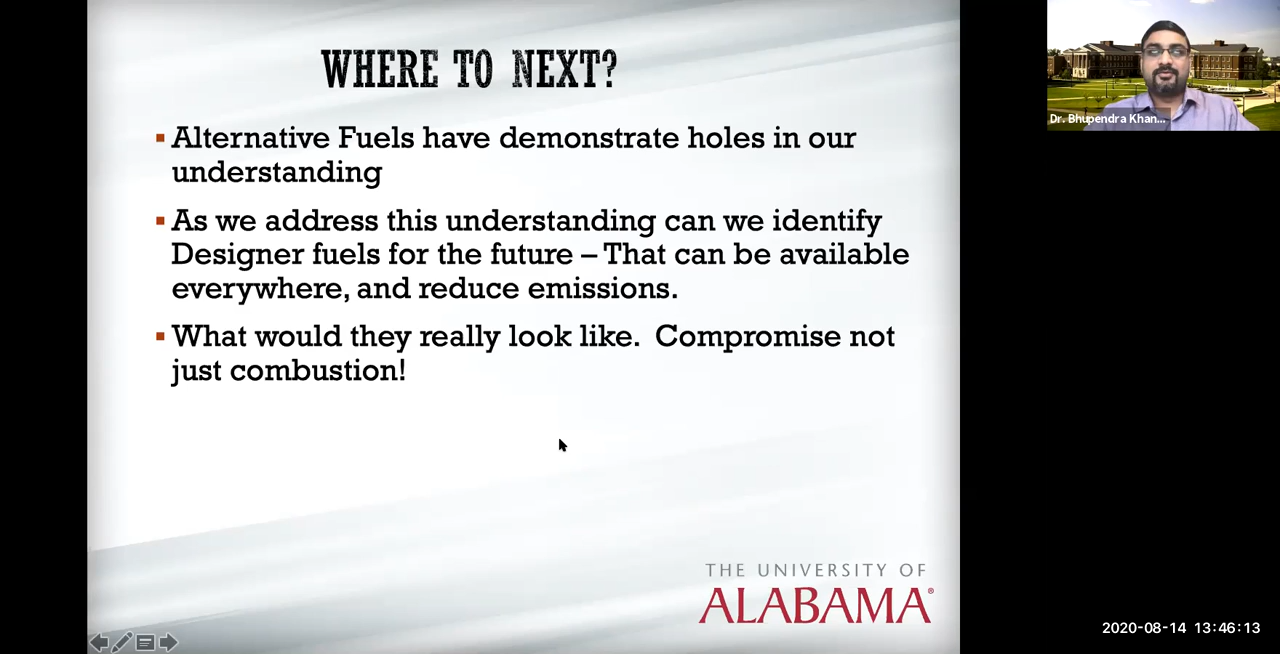 WHERE TO NEXT?
Alternative Fuels have demonstrate holes in our
understanding
As we address this understanding can we identify
Designer fuels for the future – That can be available
everywhere, and reduce emissions.
What would they really look like.  Compromise not
just combustion!
THE UNIVERSITY OF
ALABAMA®
Dr. Bhupendra Khan...
2020-08-14 13:46:13